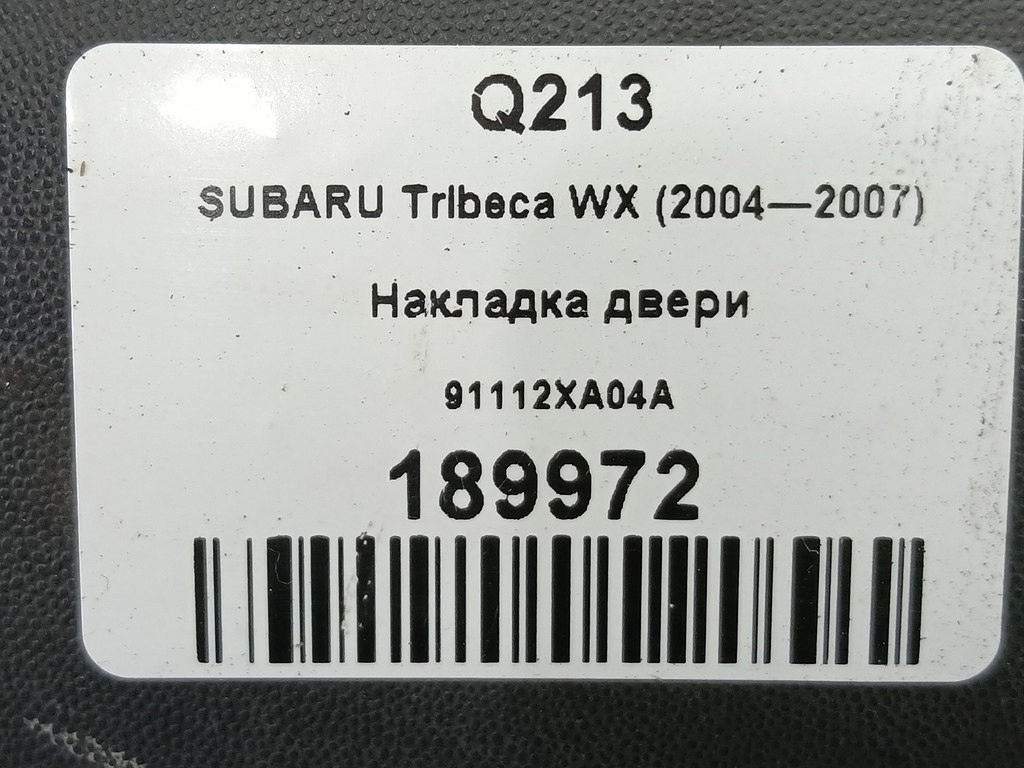 Q213
SUBARU Tribeca WX (2004—2007)
Накладка двери
91112XA04A
189972